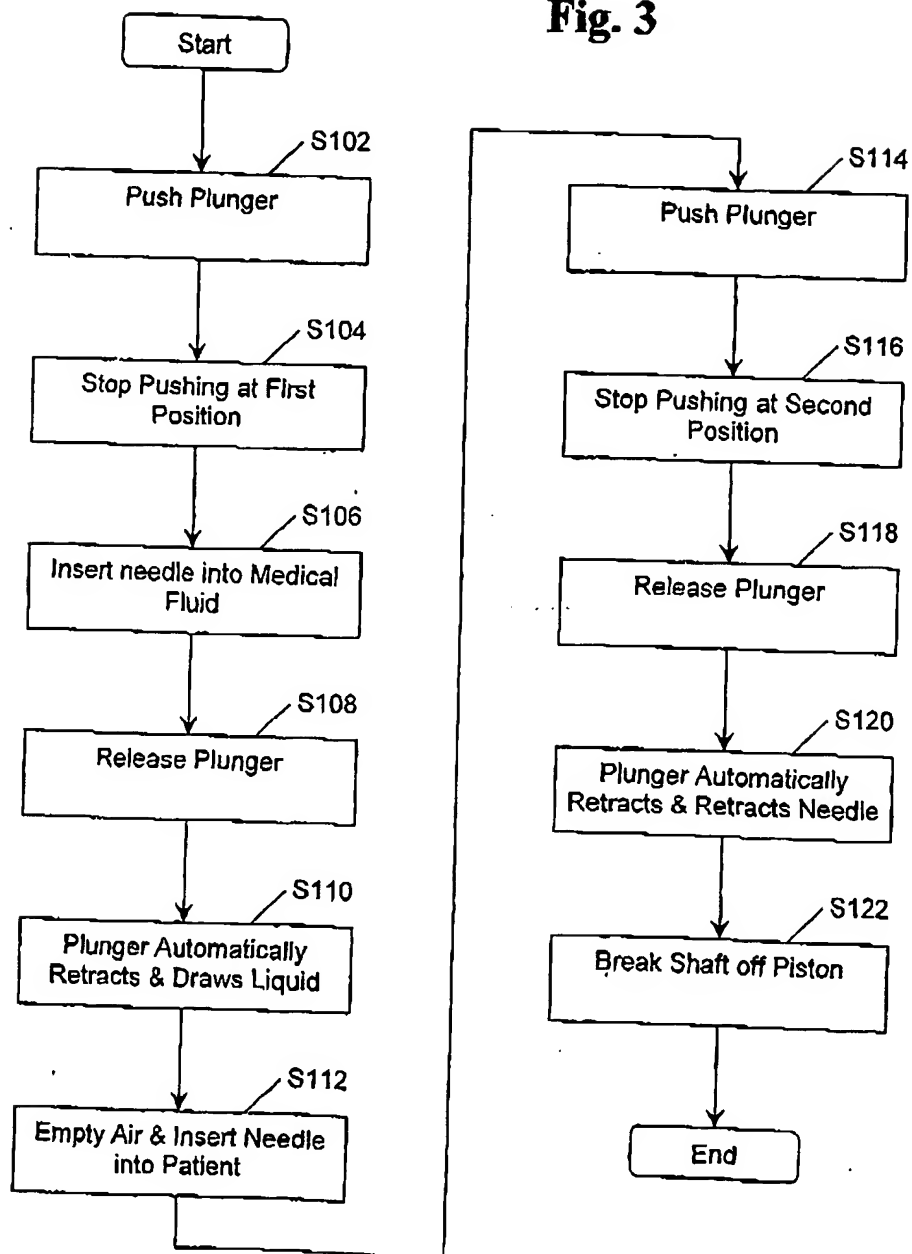 Fig. 3
Start
S102
Push Plunger
S104
Stop Pushing at First
Position
S106
Insert needle into Medical
Fluid
S108
Release Plunger
S110
Plunger Automatically
Retracts & Draws Liquid
S112
Empty Air & Insert Needle
into Patient
S114
Push Plunger
S116
Stop Pushing at Second
Position
S118
Release Plunger
S120
Plunger Automatically
Retracts & Retracts Needle
S122
Break Shaft off Piston
End